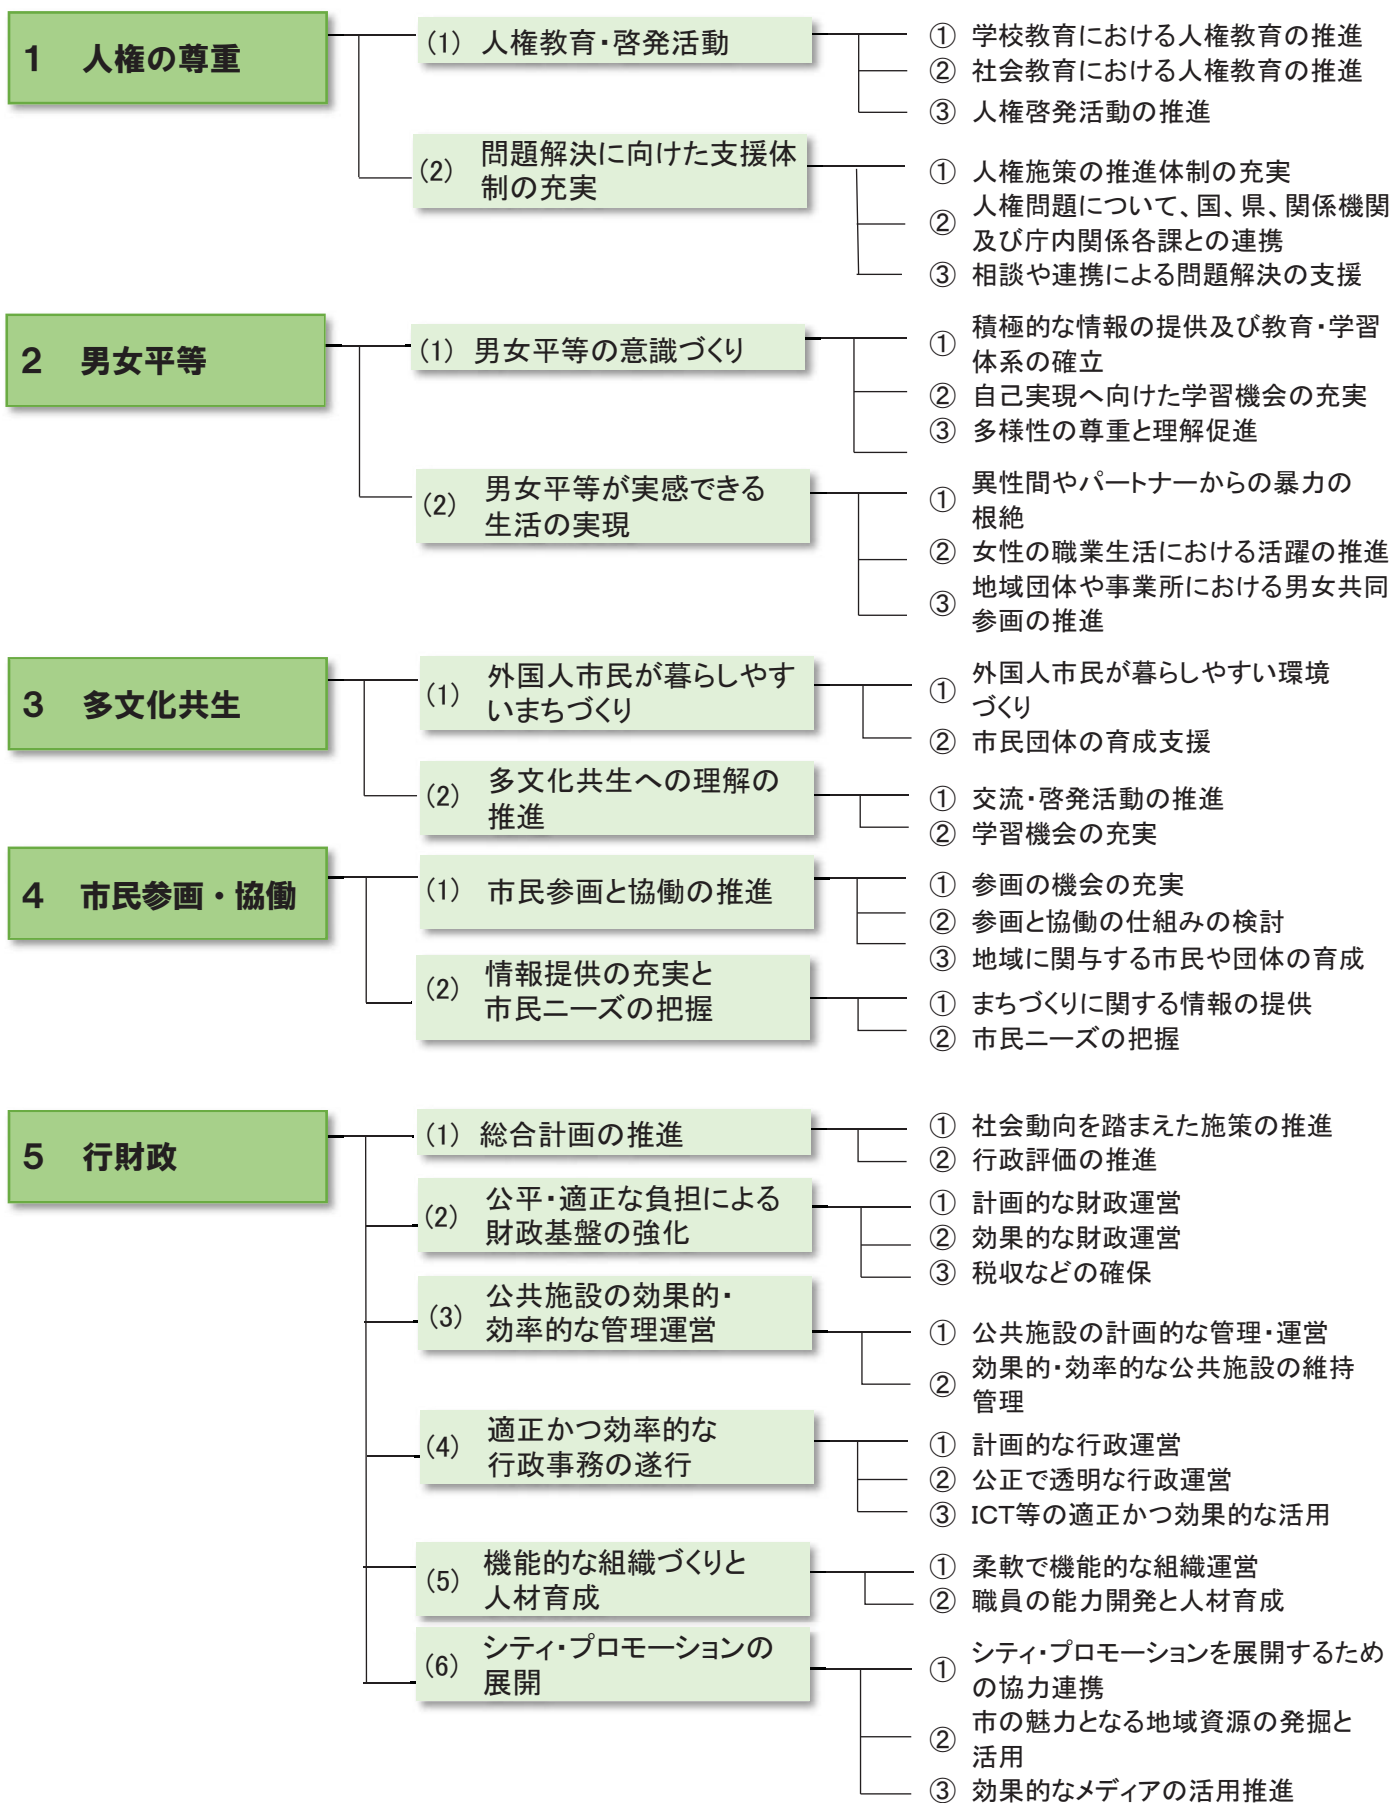 1 人権の尊重
(1) 人権教育・啓発活動
① 学校教育における人権教育の推進
② 社会教育における人権教育の推進
③ 人権啓発活動の推進
(2) 問題解決に向けた支援体
制の充実
① 人権施策の推進体制の充実
② 人権問題について、国、県、関係機関
及び庁内関係各課との連携
③ 相談や連携による問題解決の支援
2 男女平等
(1) 男女平等の意識づくり
① 積極的な情報の提供及び教育・学習
体系の確立
② 自己実現へ向けた学習機会の充実
③ 多様性の尊重と理解促進
(2) 男女平等が実感できる
生活の実現
① 異性間やパートナーからの暴力の
根絶
② 女性の職業生活における活躍の推進
③ 地域団体や事業所における男女共同
参画の推進
3 多文化共生
(1) 外国人市民が暮らしやす
いまちづくり
① 外国人市民が暮らしやすい環境
づくり
② 市民団体の育成支援
(2) 多文化共生への理解の
推進
① 交流・啓発活動の推進
② 学習機会の充実
4 市民参画・協働
(1) 市民参画と協働の推進
① 参画の機会の充実
② 参画と協働の仕組みの検討
③ 地域に関与する市民や団体の育成
(2) 情報提供の充実と
市民ニーズの把握
① まちづくりに関する情報の提供
② 市民ニーズの把握
5 行財政
(1) 総合計画の推進
① 社会動向を踏まえた施策の推進
② 行政評価の推進
(2) 公平・適正な負担による
財政基盤の強化
① 計画的な財政運営
② 効果的な財政運営
③ 税収などの確保
(3) 公共施設の効果的・
効率的な管理運営
① 公共施設の計画的な管理・運営
② 効果的・効率的な公共施設の維持
管理
(4) 適正かつ効率的な
行政事務の遂行
① 計画的な行政運営
② 公正で透明な行政運営
③ ICT等の適正かつ効果的な活用
(5) 機能的な組織づくりと
人材育成
① 柔軟で機能的な組織運営
② 職員の能力開発と人材育成
(6) シティ・プロモーションの
展開
① シティ・プロモーションを展開するため
の協力連携
② 市の魅力となる地域資源の発掘と
活用
③ 効果的なメディアの活用推進